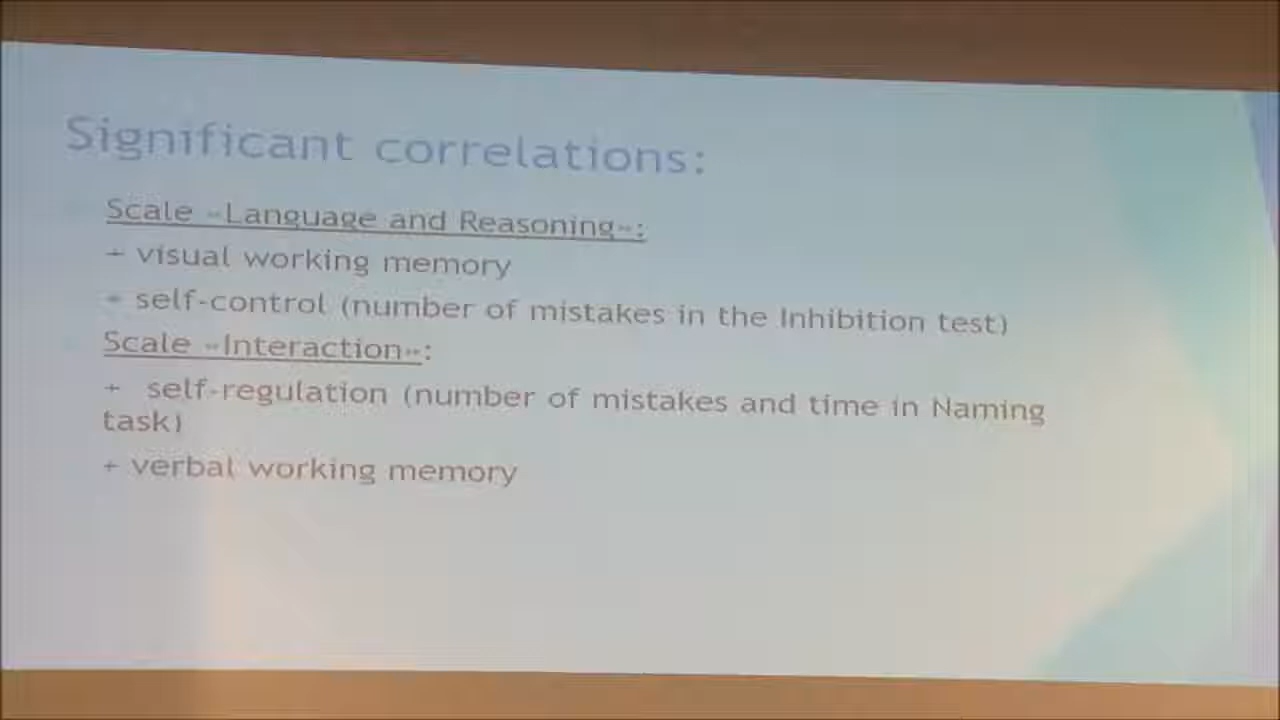 Significant correlations:
Scale «Language and Reasoning»:
+ visual working memory
+ self-control (number of mistakes in the Inhibition test)
Scale «Interaction»:
+ self-regulation (number of mistakes and time in Naming
task)
+ verbal working memory